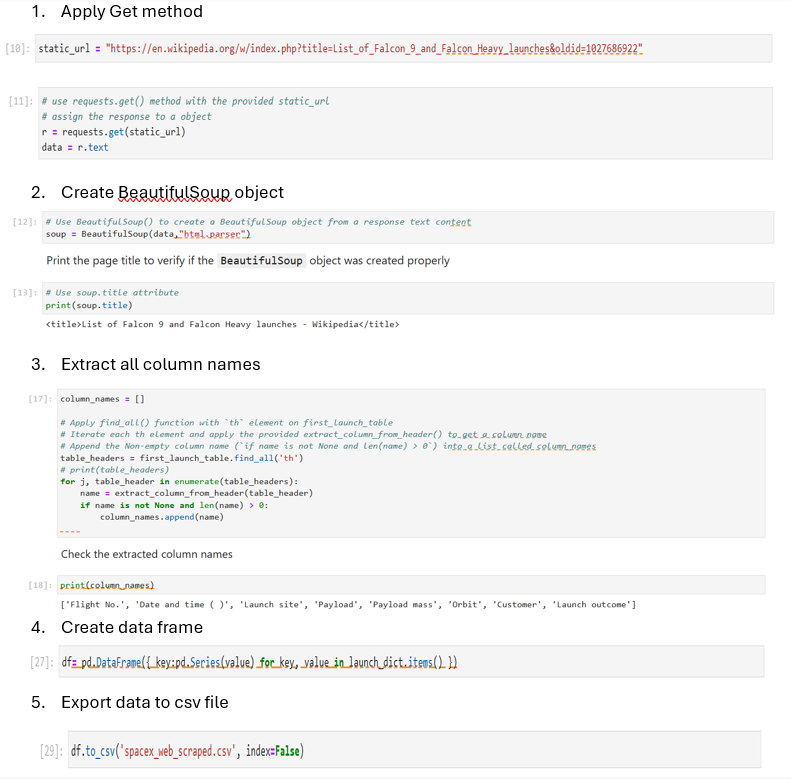 1. Apply Get method
[10]: static_url = "https://en.wikipedia.org/w/index.php?title=List_of_Falcon_9_and_Falcon_Heavy_launches&oldid=1027686922"
[11]: # use requests.get() method with the provided static_url
# assign the response to a object
r = requests.get(static_url)
data = r.text
2. Create BeautifulSoup object
[12]: # Use BeautifulSoup() to create a BeautifulSoup object from a response text content
soup = BeautifulSoup(data,"html.parser")
Print the page title to verify if the BeautifulSoup object was created properly
[13]: # Use soup.title attribute
print(soup.title)
<title>List of Falcon 9 and Falcon Heavy launches - Wikipedia</title>
3. Extract all column names
[17]: column_names = []
# Apply find_all() function with `th` element on first_launch_table
# Iterate each th element and apply the provided extract_column_from_header() to get a column name
# Append the Non-empty column name (`if name is not None and len(name) > 0`) into a list called column_names
table_headers = first_launch_table.find_all('th')
# print(table_headers)
for j, table_header in enumerate(table_headers):
name = extract_column_from_header(table_header)
if name is not None and len(name) > 0:
column_names.append(name)
Check the extracted column names
[18]: print(column_names)
['Flight No.', 'Date and time ( )', 'Launch site', 'Payload', 'Payload mass', 'Orbit', 'Customer', 'Launch outcome']
4. Create data frame
[27]: df= pd.DataFrame({ key:pd.Series(value) for key, value in launch_dict.items() })
5. Export data to csv file
[29]: df.to_csv('spacex_web_scraped.csv', index=False)